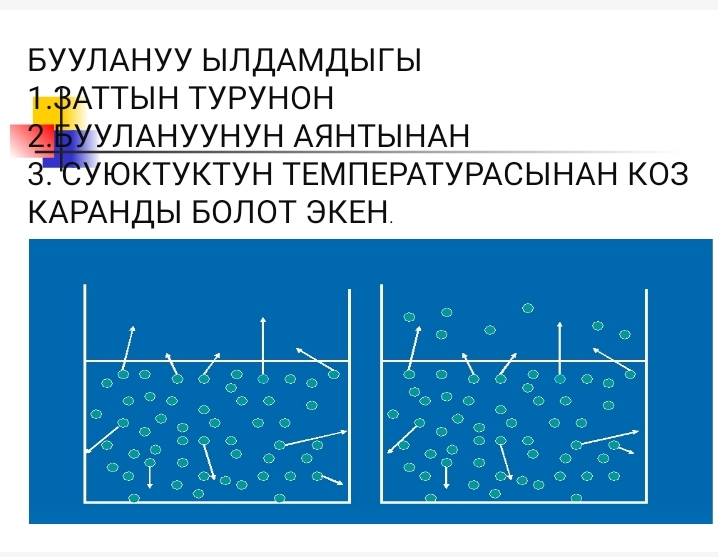 БУУЛАНУУ ЫЛДАМДЫГЫ
1.ЗАТТЫН ТУРУНОН
2.БУУЛАНУУНУН АЯНТЫНАН
3. СУЮКТУКТУН ТЕМПЕРАТУРАСЫНАН КОЗ
КАРАНДЫ БОЛОТ ЭКЕН.